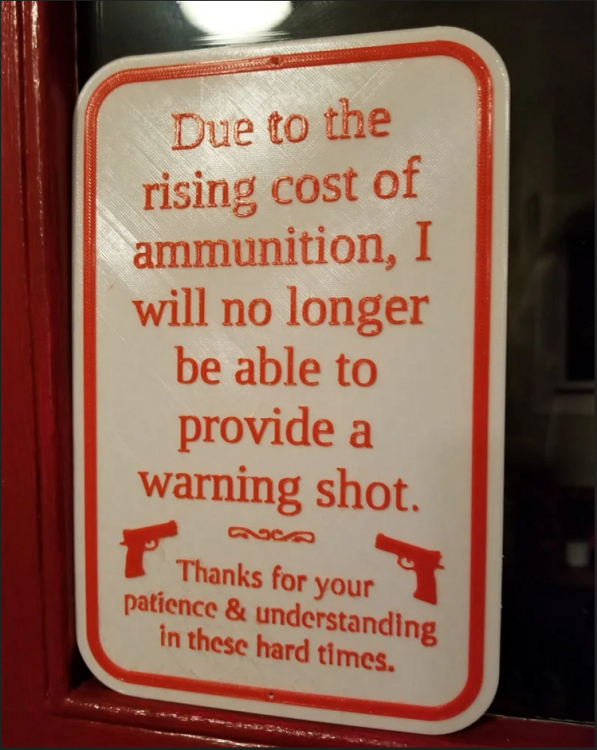 Due to the
rising cost of
ammunition, I
will no longer
be able to
provide a
warning shot.
Thanks for your
patience & understanding
in these hard times.